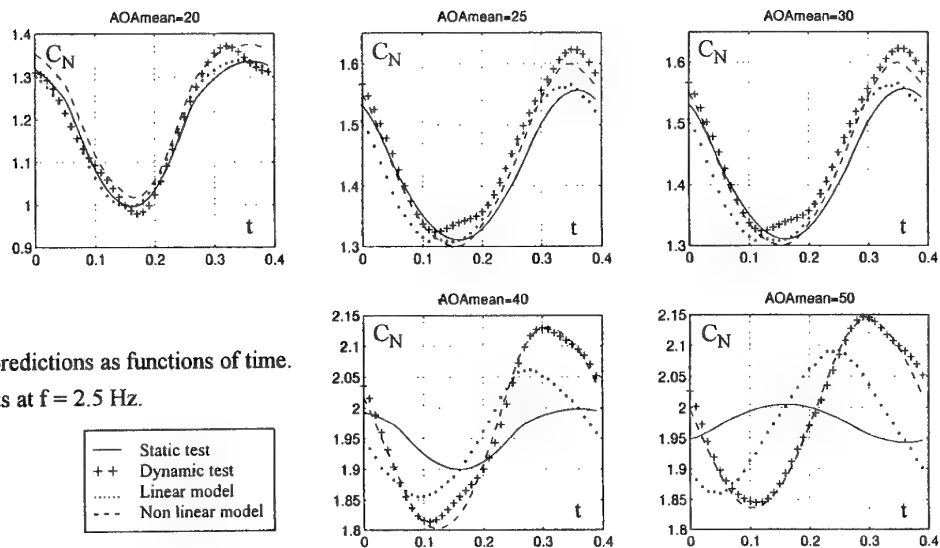 AOAmean=20
AOAmean=25
AOAmean=30
1.4
1.3
1.2
1.1
1
0.9
C_N
t
0
0.1
0.2
0.3
0.4
1.6
1.5
1.4
1.3
C_N
t
0
0.1
0.2
0.3
0.4
1.6
1.5
1.4
1.3
C_N
t
0
0.1
0.2
0.3
0.4
AOAmean=40
AOAmean=50
redictions as functions of time.
s at f = 2.5 Hz.
Static test
++ Dynamic test
Linear model
Non linear model
2.15
2.1
2.05
2
1.95
1.9
1.85
1.8
C_N
t
0
0.1
0.2
0.3
0.4
2.15
2.1
2.05
2
1.95
1.9
1.85
1.8
C_N
t
0
0.1
0.2
0.3
0.4